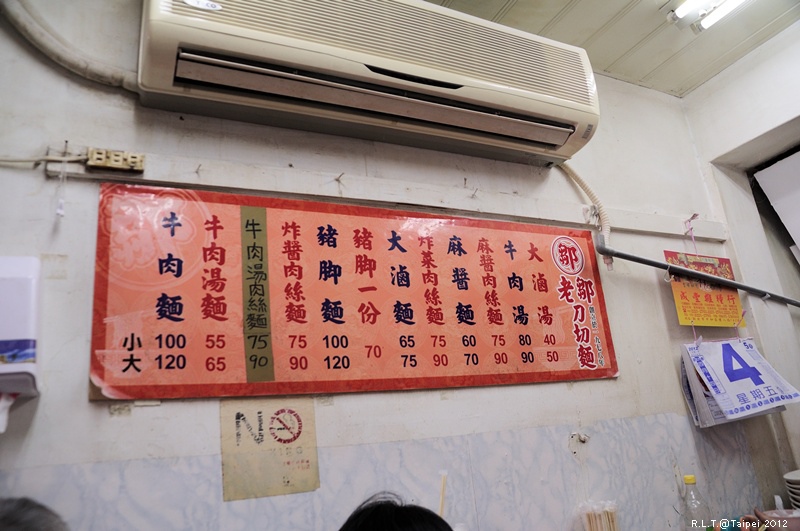 鄒
老鄒刀切麵
大滷湯 40 50
牛肉湯 80 90
麻醬肉絲麵 75 90
麻醬麵 60 70
炸菜肉絲麵 75 90
大滷麵 65 75
豬脚一份 70
豬脚麵 100 120
炸醬肉絲麵 75 90
牛肉湯肉絲麵 75 90
牛肉湯麵 55 65
牛肉麵 100 120
小
大
4
星期五
R.L.T.@Taipei 2012